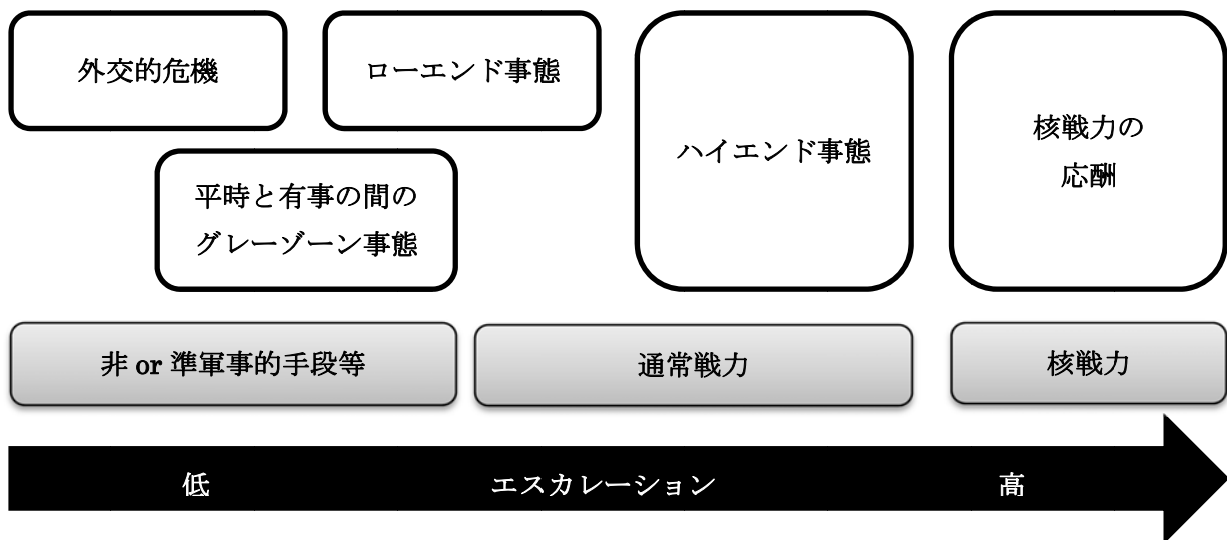 外交的危機
ローエンド事態
平時と有事の間の
グレーゾーン事態
ハイエンド事態
核戦力の
応酬
非 or 準軍事的手段等
通常戦力
核戦力
低
エスカレーション
高